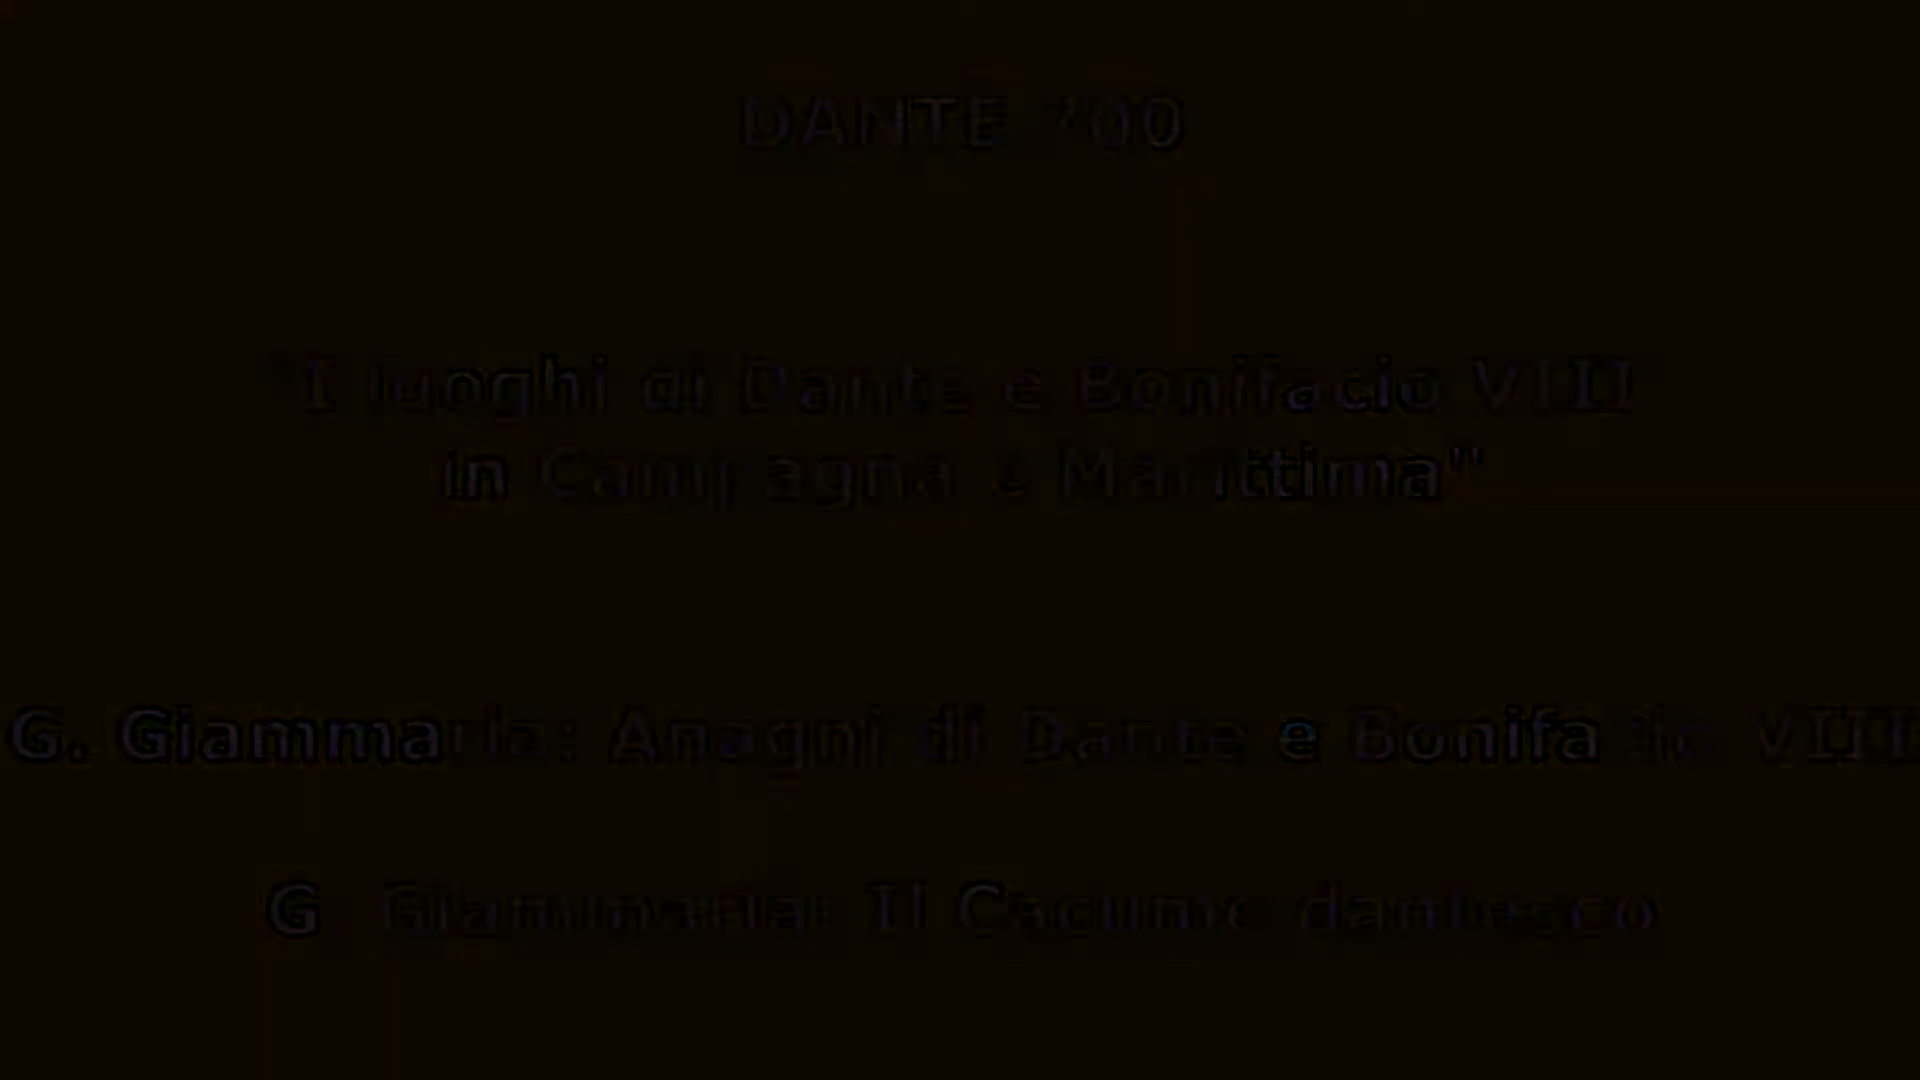 DANTE 700
"I luoghi di Dante e Bonifacio VIII
in Campagna e Marittima"
G. Giammaria: Anagni di Dante e Bonifacio VIII
G. Giammaria: Il Cacume dantesco